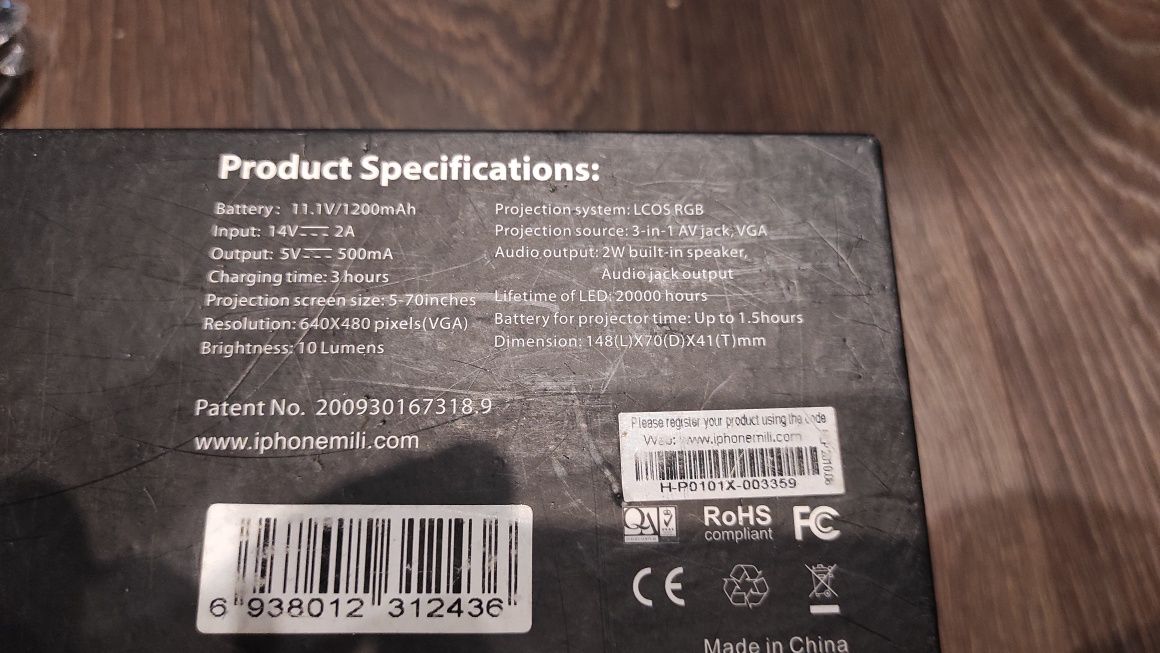 Product Specifications:
Battery: 11.1V/1200mAh
Input: 14V⎓ 2A
Output: 5V⎓ 500mA
Charging time: 3 hours
Projection screen size: 5-70inches
Resolution: 640X480 pixels(VGA)
Brightness: 10 Lumens
Projection system: LCOS RGB
Projection source: 3-in-1 AV jack, VGA
Audio output: 2W built-in speaker,
Audio jack output
Lifetime of LED: 20000 hours
Battery for projector time: Up to 1.5hours
Dimension: 148(L)X70(D)X41(T)mm
Patent No. 200930167318.9
www.iphonemili.com
Please register your product using the code
Web: www.iphonemili.com
H-P0101X-003359
QA
RoHS
compliant
FC
CE
6 938012 312436
Made in China